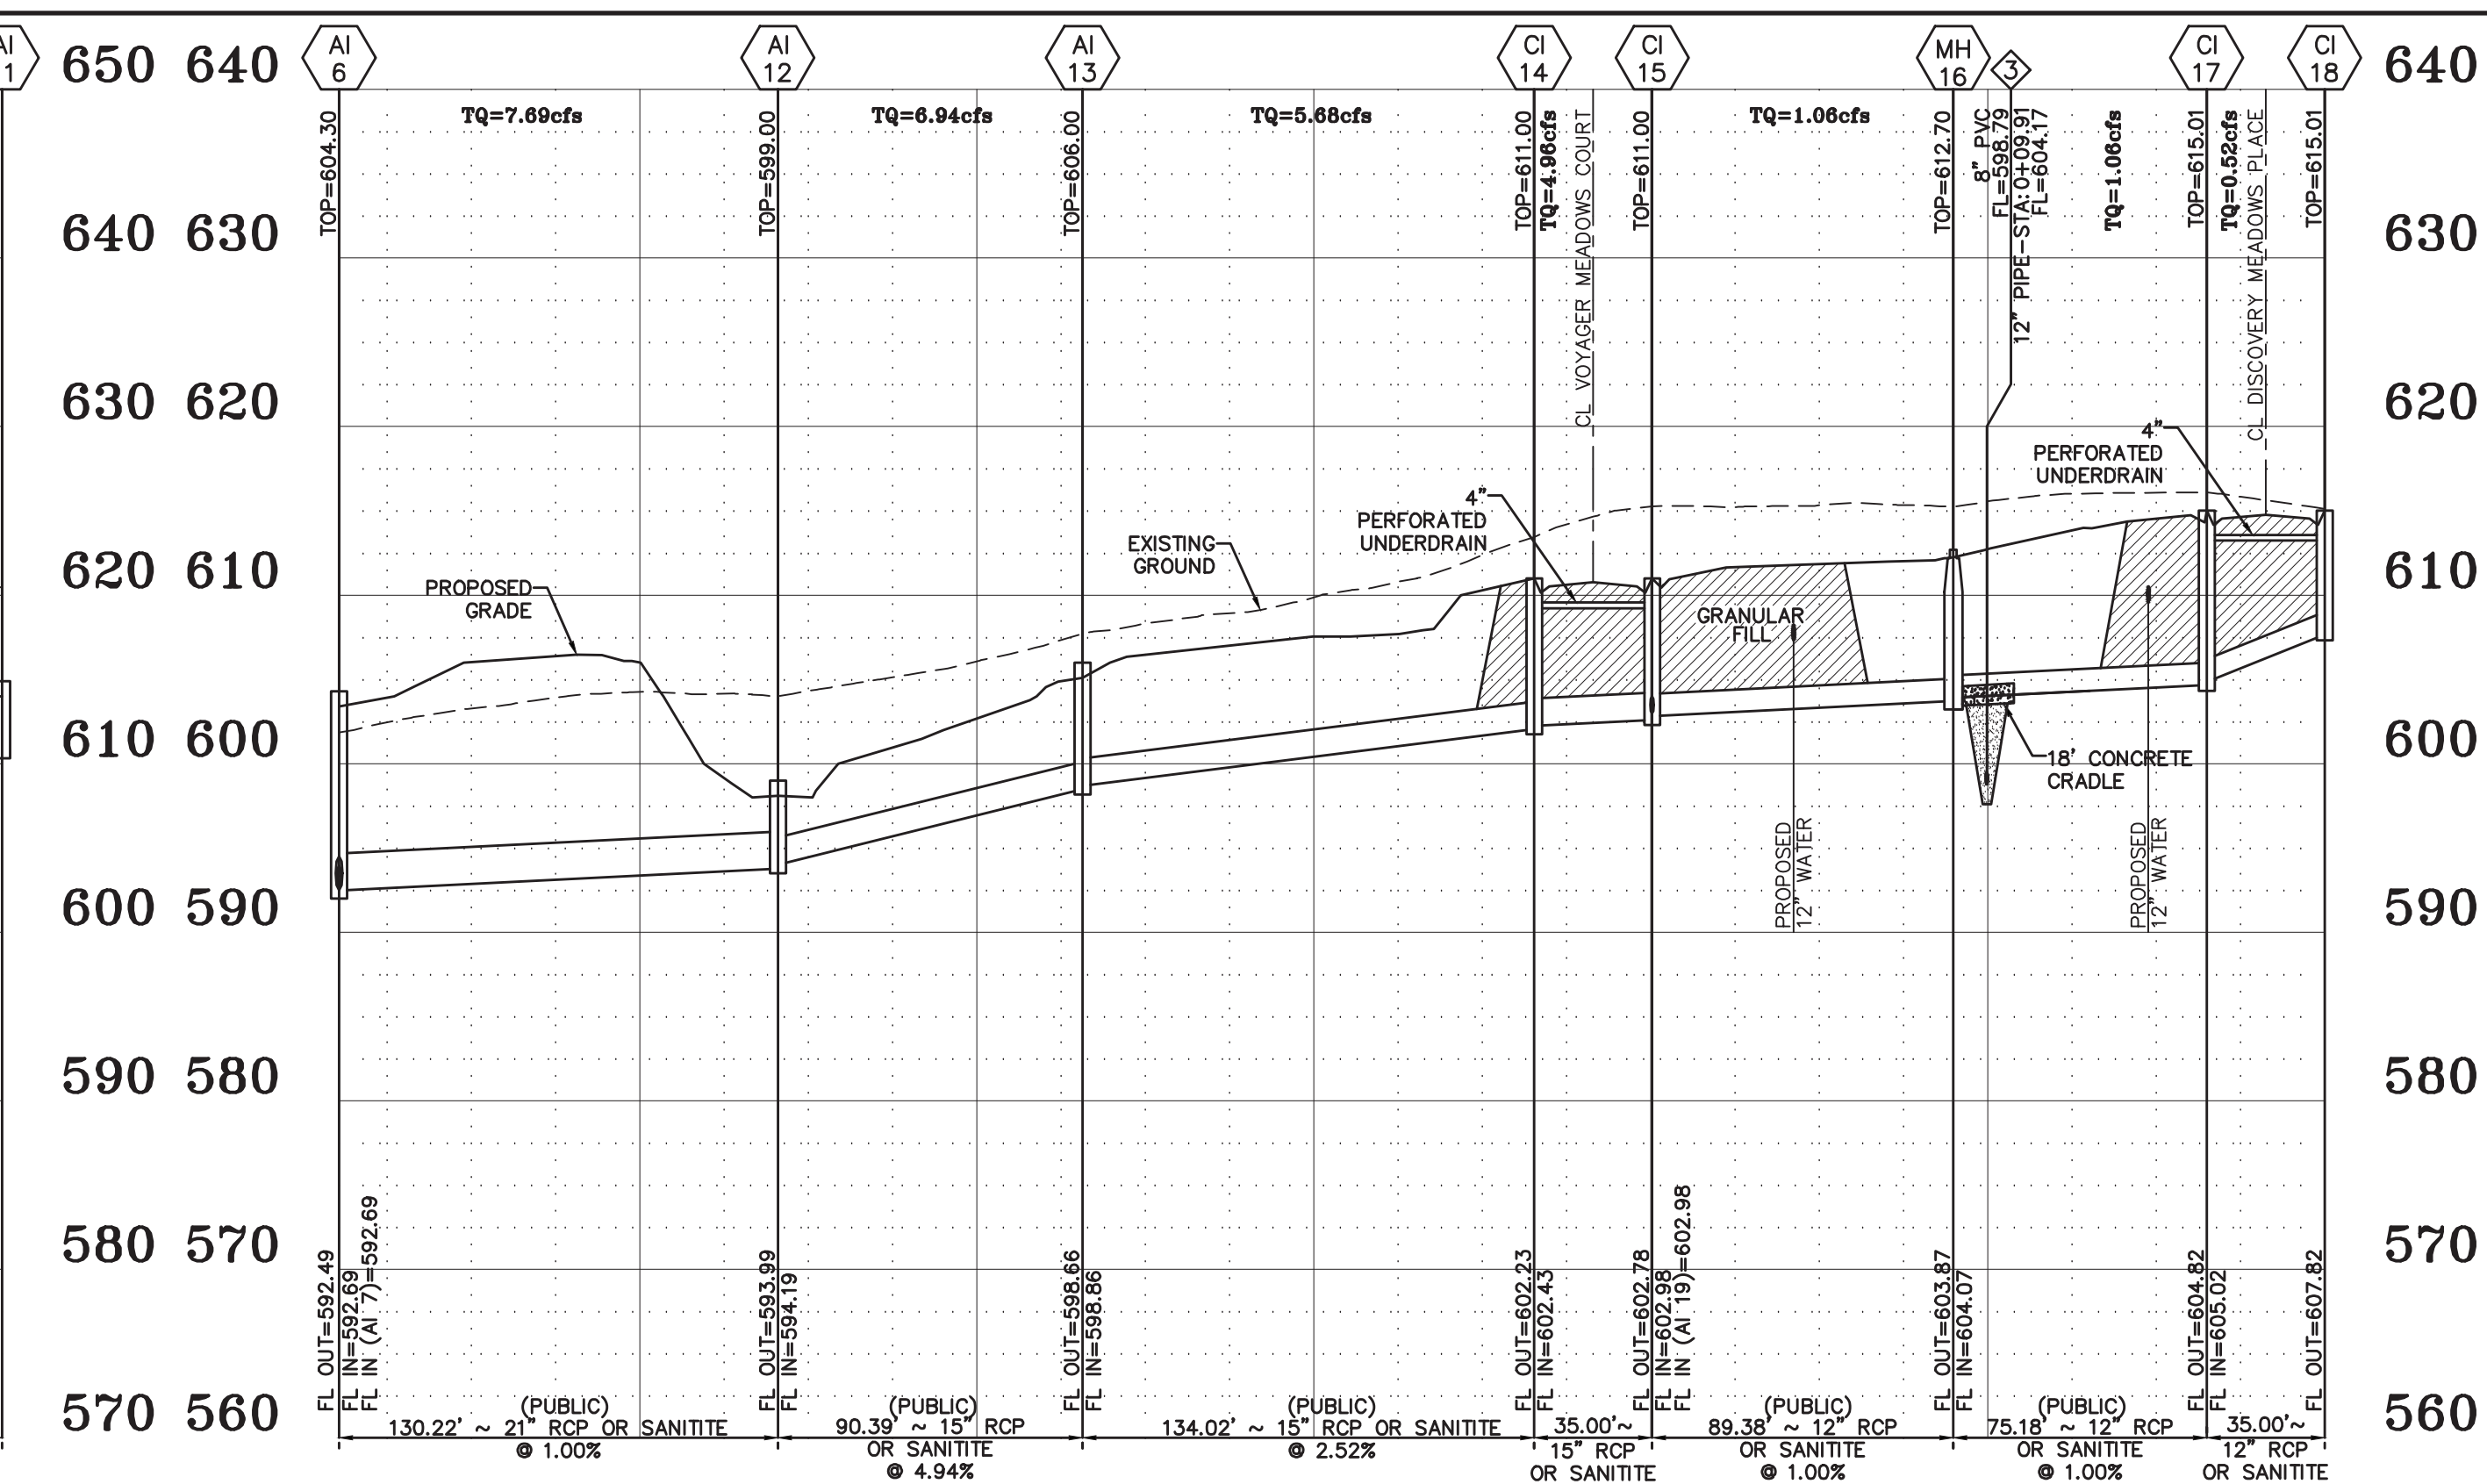 AI
1
650 640
640 630
630 620
620 610
610 600
600 590
590 580
580 570
570 560
AI
6
AI
12
AI
13
CI
14
CI
15
MH
16
3
CI
17
CI
18
640
630
620
610
600
590
580
570
560
TOP=604.30
TQ=7.69cfs
TOP=599.00
TQ=6.94cfs
TOP=606.00
TQ=5.68cfs
TOP=611.00
TQ=4.96cfs
CL VOYAGER MEADOWS COURT
TOP=611.00
TQ=1.06cfs
TOP=612.70
8" PVC
FL=598.79
12" PIPE-STA:0+09.91
FL=604.17
TQ=1.06cfs
TOP=615.01
TQ=0.52cfs
CL DISCOVERY MEADOWS PLACE
TOP=615.01
PROPOSED
GRADE
EXISTING
GROUND
4"
PERFORATED
UNDERDRAIN
GRANULAR
FILL
4"
PERFORATED
UNDERDRAIN
18' CONCRETE
CRADLE
PROPOSED
12" WATER
PROPOSED
12" WATER
FL OUT=592.49
FL IN=592.69
FL IN (AI 7)=592.69
FL OUT=593.99
FL IN=594.19
FL OUT=598.66
FL IN=598.86
FL OUT=602.23
FL IN=602.43
FL OUT=602.78
FL IN=602.98
FL IN (AI 19)=602.98
FL OUT=603.87
FL IN=604.07
FL OUT=604.82
FL IN=605.02
FL OUT=607.82
(PUBLIC)
130.22' ~ 21" RCP OR SANITITE
@ 1.00%
(PUBLIC)
90.39' ~ 15" RCP
OR SANITITE
@ 4.94%
(PUBLIC)
134.02' ~ 15" RCP OR SANITITE
@ 2.52%
35.00'~
15" RCP
OR SANITITE
(PUBLIC)
89.38' ~ 12" RCP
OR SANITITE
@ 1.00%
(PUBLIC)
75.18' ~ 12" RCP
OR SANITITE
@ 1.00%
35.00'~
12" RCP
OR SANITITE